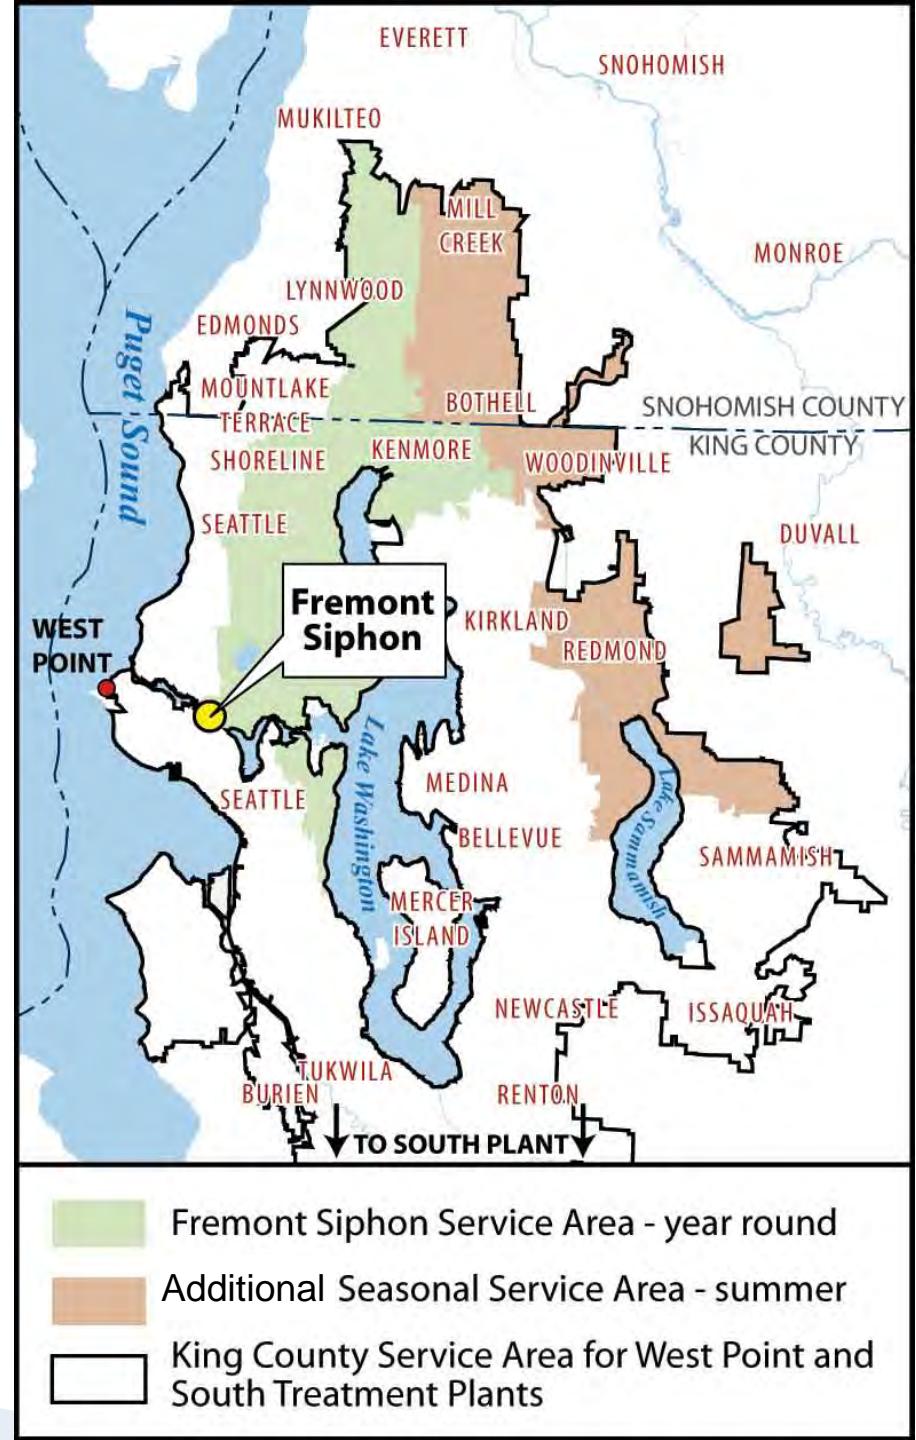 EVERETT
SNOHOMISH
MUKILTEO
MILL
CREEK
MONROE
LYNNWOOD
EDMONDS
Puget Sound
MOUNTLAKE
TERRACE
BOTHELL
SNOHOMISH COUNTY
KING COUNTY
SHORELINE
KENMORE
WOODINVILLE
SEATTLE
DUVALL
Fremont
Siphon
WEST
POINT
KIRKLAND
REDMOND
Lake Washington
MEDINA
SEATTLE
Lake Sammamish
BELLEVUE
SAMMAMISH
MERCER
ISLAND
NEWCASTLE
ISSAQUAH
TUKWILA
BURIEN
RENTON
TO SOUTH PLANT
Fremont Siphon Service Area - year round
Additional Seasonal Service Area - summer
King County Service Area for West Point and
South Treatment Plants